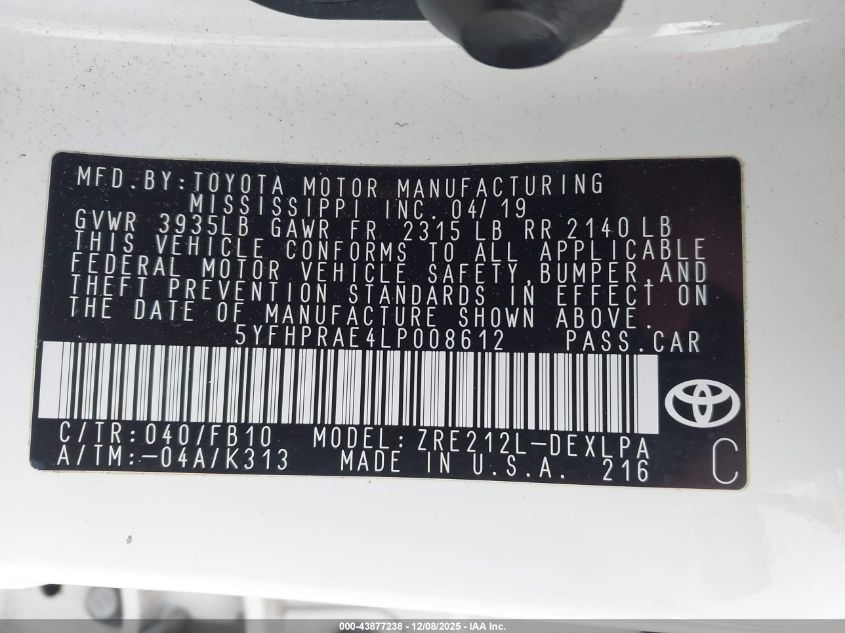 MFD.BY:TOYOTA MOTOR MANUFACTURING
MISSISSIPPI INC. 04/19
GVWR 3935LB GAWR FR. 2315 LB RR 2140 LB
THIS VEHICLE CONFORMS TO ALL APPLICABLE
FEDERAL MOTOR VEHICLE SAFETY,BUMPER,AND
THEFT PREVENTION STANDARDS IN EFFECT ON
THE DATE OF MANUFACTURE SHOWN ABOVE.
5YFHPRAE4LP008612 PASS.CAR
C/TR:040/FB10 MODEL:ZRE212L-DEXLPA
A/TM:-04A/K313 MADE IN U.S.A. 216
C
000-43877238 - 12/08/2025 - IAA Inc.